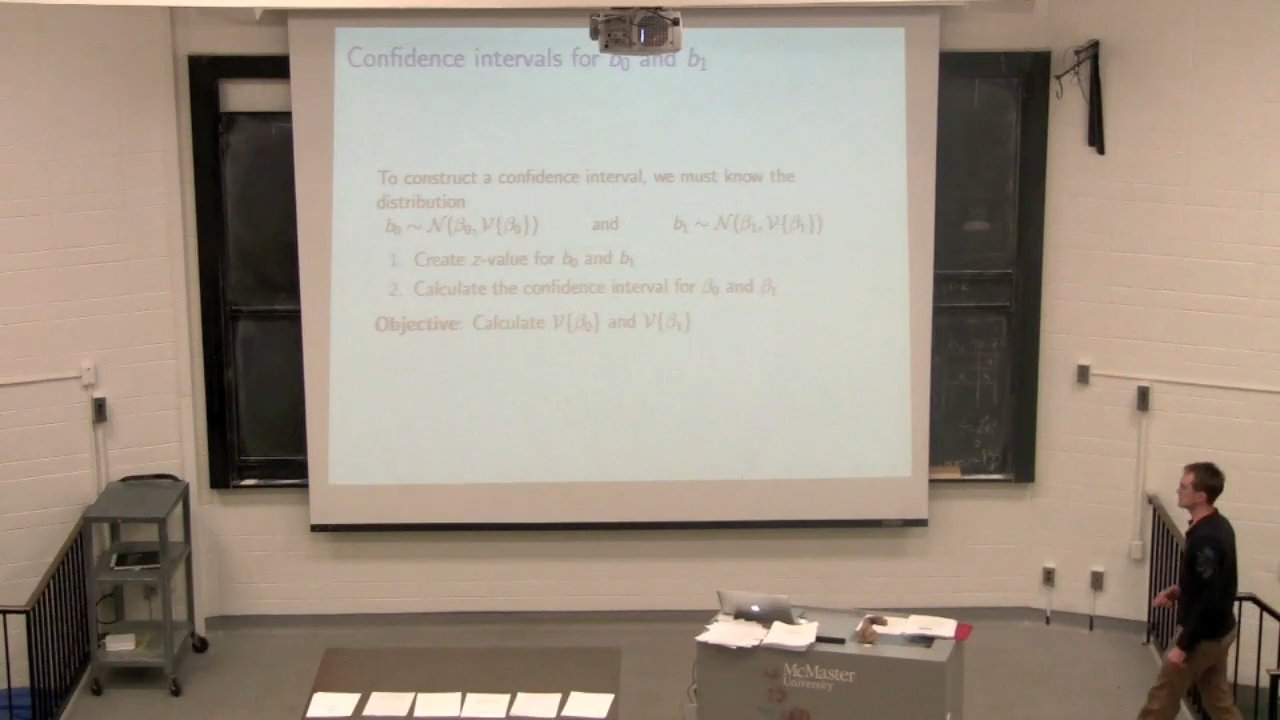 Confidence intervals for b₀ and b₁
To construct a confidence interval, we must know the
distribution
b₀ ∼ 𝒩(β₀, 𝒱{β₀}) and b₁ ∼ 𝒩(β₁, 𝒱{β₁})
1. Create z-value for b₀ and b₁
2. Calculate the confidence interval for β₀ and β₁
Objective: Calculate 𝒱{β₀} and 𝒱{β₁}
McMaster
University